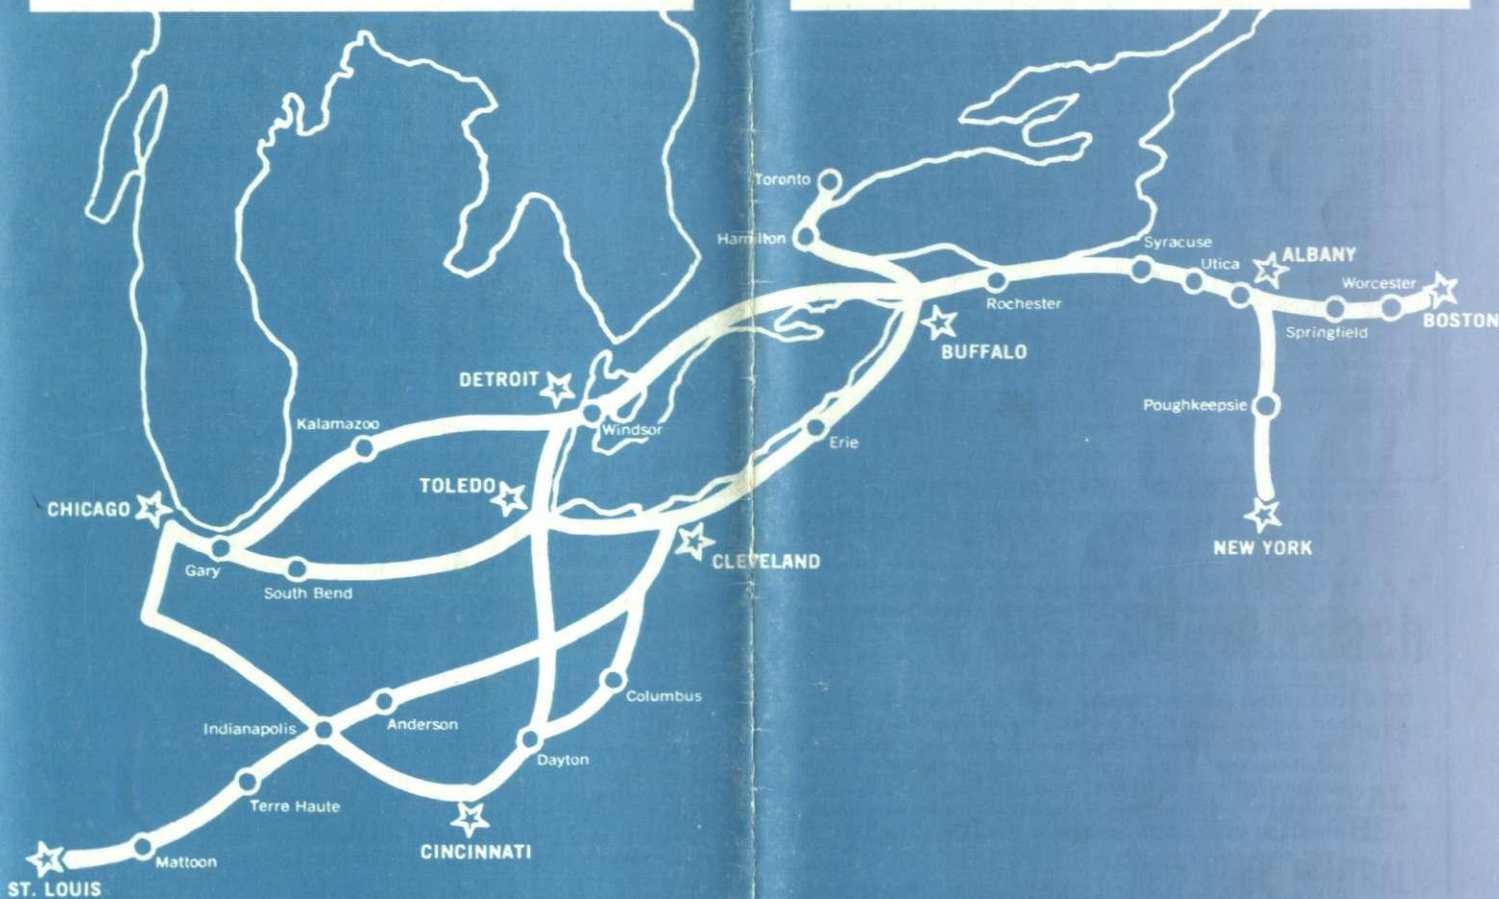 Toronto
Hamilton
Syracuse
Utica
ALBANY
Worcester
BOSTON
Rochester
Springfield
BUFFALO
DETROIT
Kalamazoo
Windsor
Poughkeepsie
Erie
TOLEDO
CHICAGO
NEW YORK
CLEVELAND
Gary
South Bend
Columbus
Indianapolis
Anderson
Dayton
Terre Haute
CINCINNATI
Mattoon
ST. LOUIS